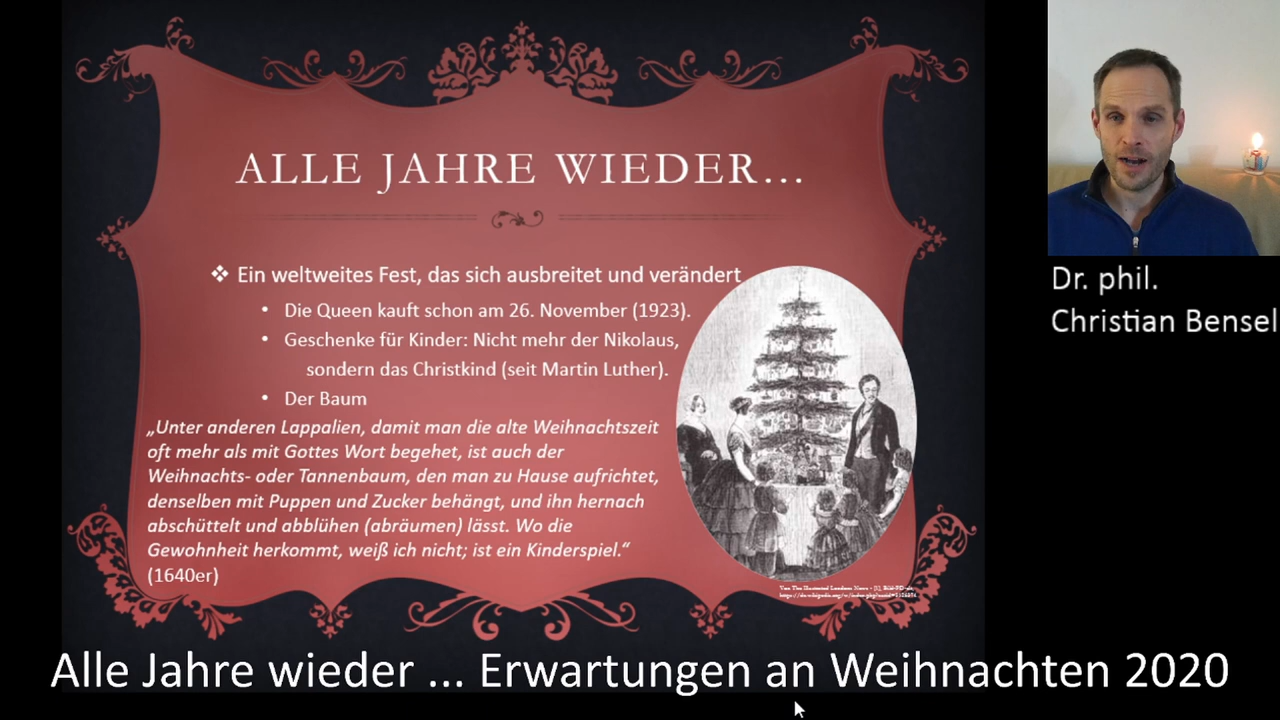 ALLE JAHRE WIEDER...
❖ Ein weltweites Fest, das sich ausbreitet und verändert
• Die Queen kauft schon am 26. November (1923).
• Geschenke für Kinder: Nicht mehr der Nikolaus,
sondern das Christkind (seit Martin Luther).
• Der Baum
„Unter anderen Lappalien, damit man die alte Weihnachtszeit
oft mehr als mit Gottes Wort begehet, ist auch der
Weihnachts- oder Tannenbaum, den man zu Hause aufrichtet,
denselben mit Puppen und Zucker behängt, und ihn hernach
abschüttelt und abblühen (abräumen) lässt. Wo die
Gewohnheit herkommt, weiß ich nicht; ist ein Kinderspiel.“
(1640er)
Von The Illustrated London News
Dr. phil.
Christian Bensel
Alle Jahre wieder ... Erwartungen an Weihnachten 2020